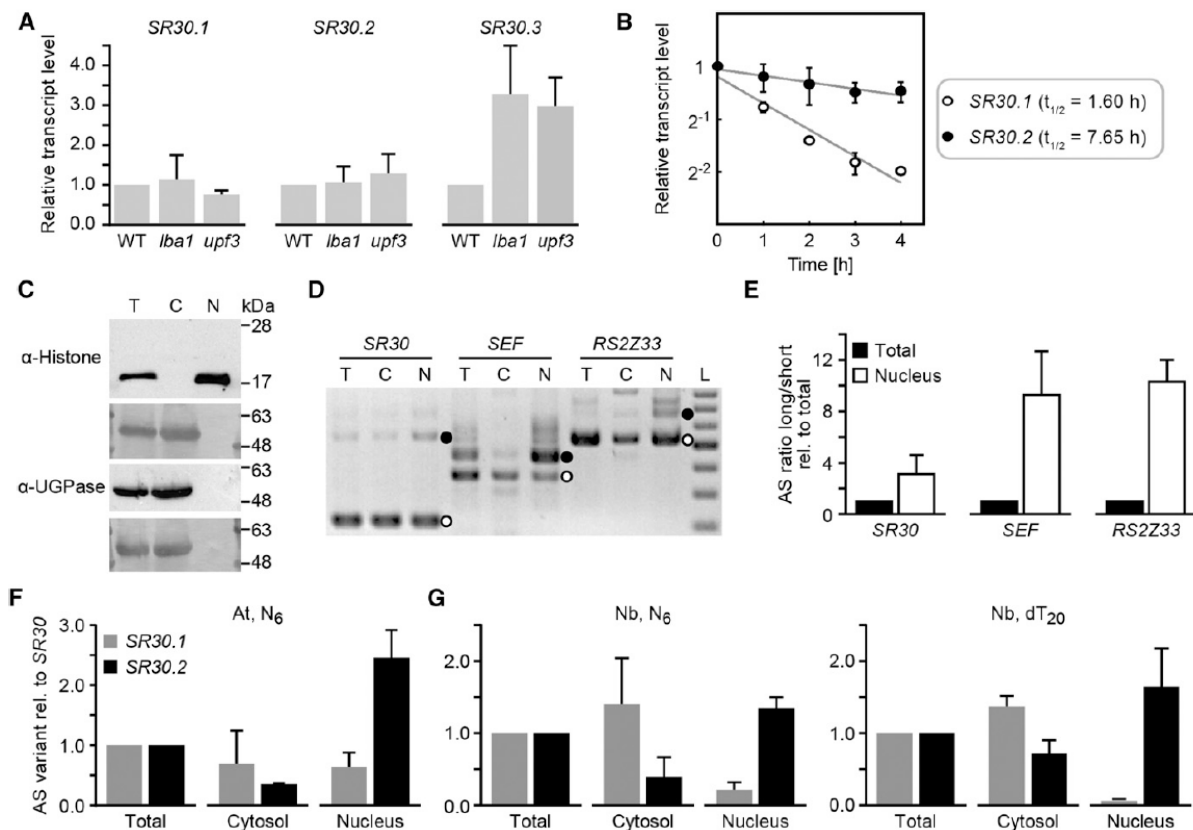 A
SR30.1 SR30.2 SR30.3
Relative transcript level
4.0
3.0
2.0
1.0
0.0
WT lba1 upf3 WT lba1 upf3 WT lba1 upf3
B
Relative transcript level
1
2-1
2-2
0 1 2 3 4
Time [h]
SR30.1 (t1/2 = 1.60 h)
SR30.2 (t1/2 = 7.65 h)
C
T C N kDa
α-Histone
28
17
63
48
α-UGPase
63
48
63
48
D
SR30 SEF RS2Z33
T C N T C N T C N L
E
AS ratio long/short
rel. to total
12
8
4
0
Total
Nucleus
SR30 SEF RS2Z33
F
At, N6
AS variant rel. to SR30
3.0
2.0
1.0
0.0
SR30.1
SR30.2
Total Cytosol Nucleus
G
Nb, N6
2.0
1.0
0.0
Total Cytosol Nucleus
Nb, dT20
2.0
1.0
0.0
Total Cytosol Nucleus